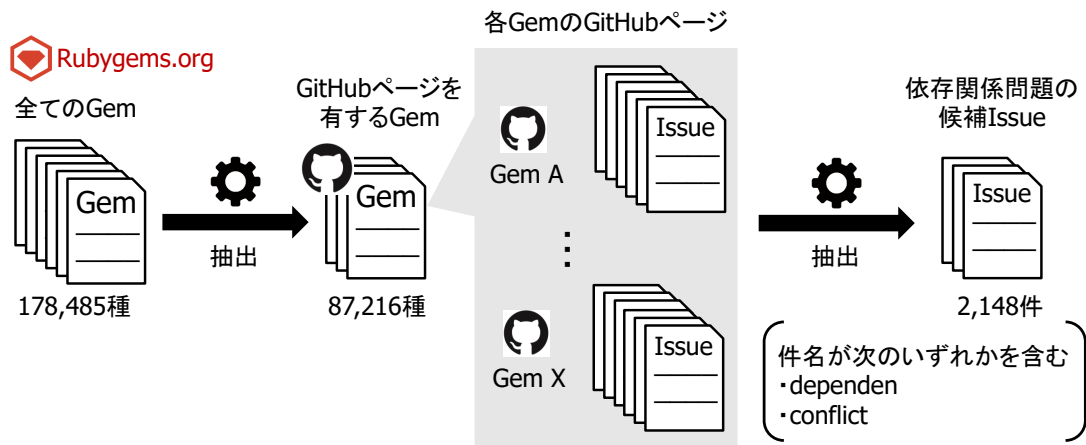 各GemのGitHubページ
Rubygems.org
全てのGem
Gem
178,485種
抽出
GitHubページを
有するGem
Gem
87,216種
Gem A
Issue
⋮
Gem X
Issue
抽出
依存関係問題の
候補Issue
Issue
2,148件
件名が次のいずれかを含む
・dependen
・conflict